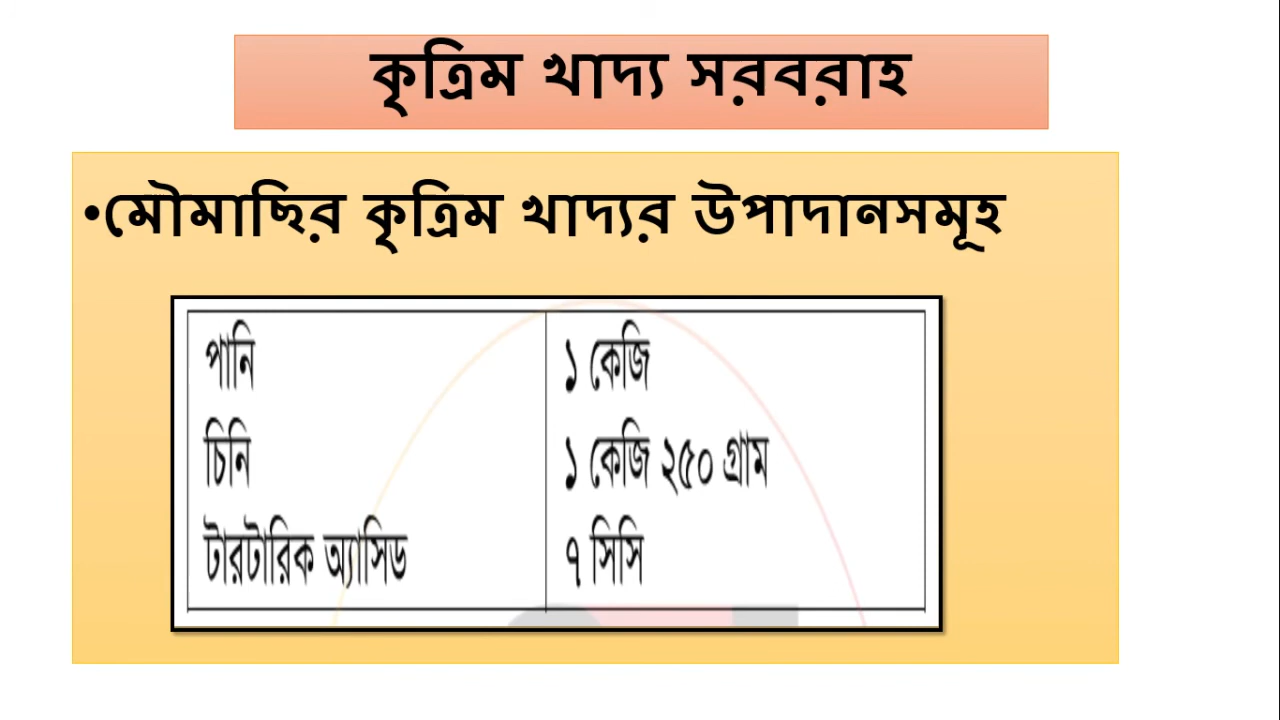 কৃত্রিম খাদ্য সরবরাহ
•মৌমাছির কৃত্রিম খাদ্যর উপাদানসমূহ
পানি ১ কেজি
চিনি ১ কেজি ২৫০ গ্রাম
টারটারিক অ্যাসিড ৭ সিসি